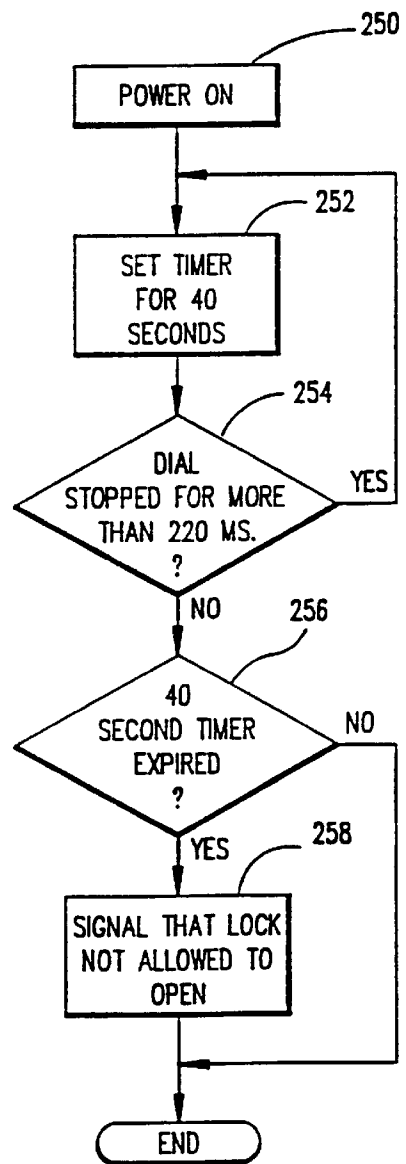 250
POWER ON
252
SET TIMER
FOR 40
SECONDS
254
DIAL
STOPPED FOR MORE
THAN 220 MS.
?
YES
NO
256
40
SECOND TIMER
EXPIRED
?
NO
YES
258
SIGNAL THAT LOCK
NOT ALLOWED TO
OPEN
END